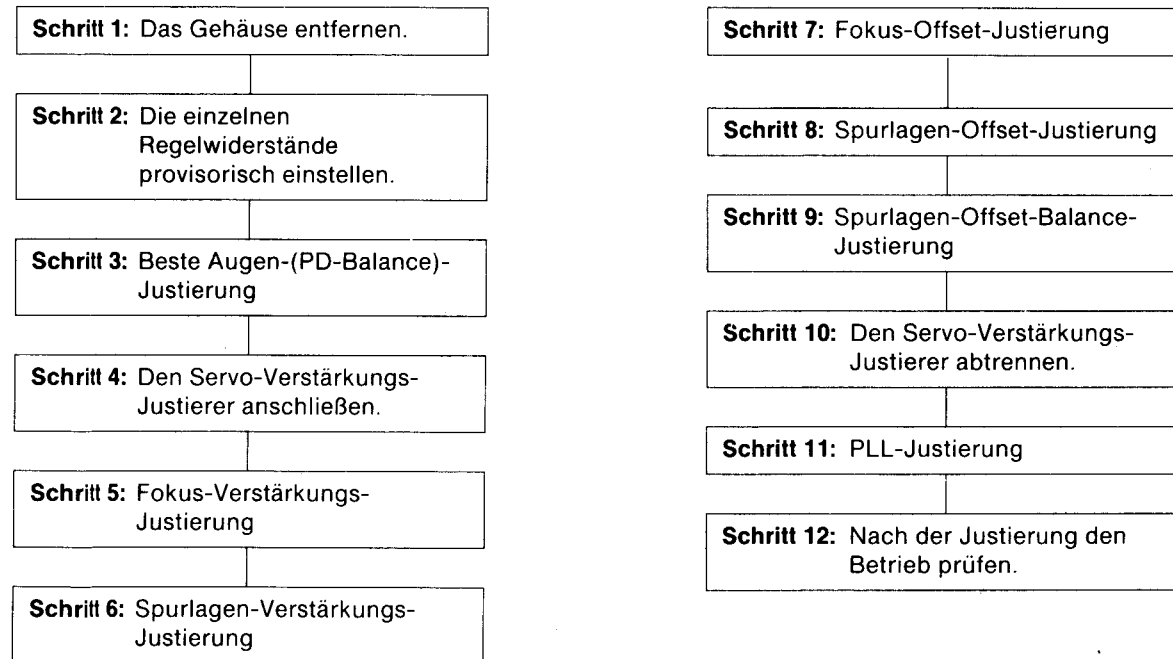 Schritt 1: Das Gehäuse entfernen.
Schritt 2: Die einzelnen
Regelwiderstände
provisorisch einstellen.
Schritt 3: Beste Augen-(PD-Balance)-
Justierung
Schritt 4: Den Servo-Verstärkungs-
Justierer anschließen.
Schritt 5: Fokus-Verstärkungs-
Justierung
Schritt 6: Spurlagen-Verstärkungs-
Justierung
Schritt 7: Fokus-Offset-Justierung
Schritt 8: Spurlagen-Offset-Justierung
Schritt 9: Spurlagen-Offset-Balance-
Justierung
Schritt 10: Den Servo-Verstärkungs-
Justierer abtrennen.
Schritt 11: PLL-Justierung
Schritt 12: Nach der Justierung den
Betrieb prüfen.